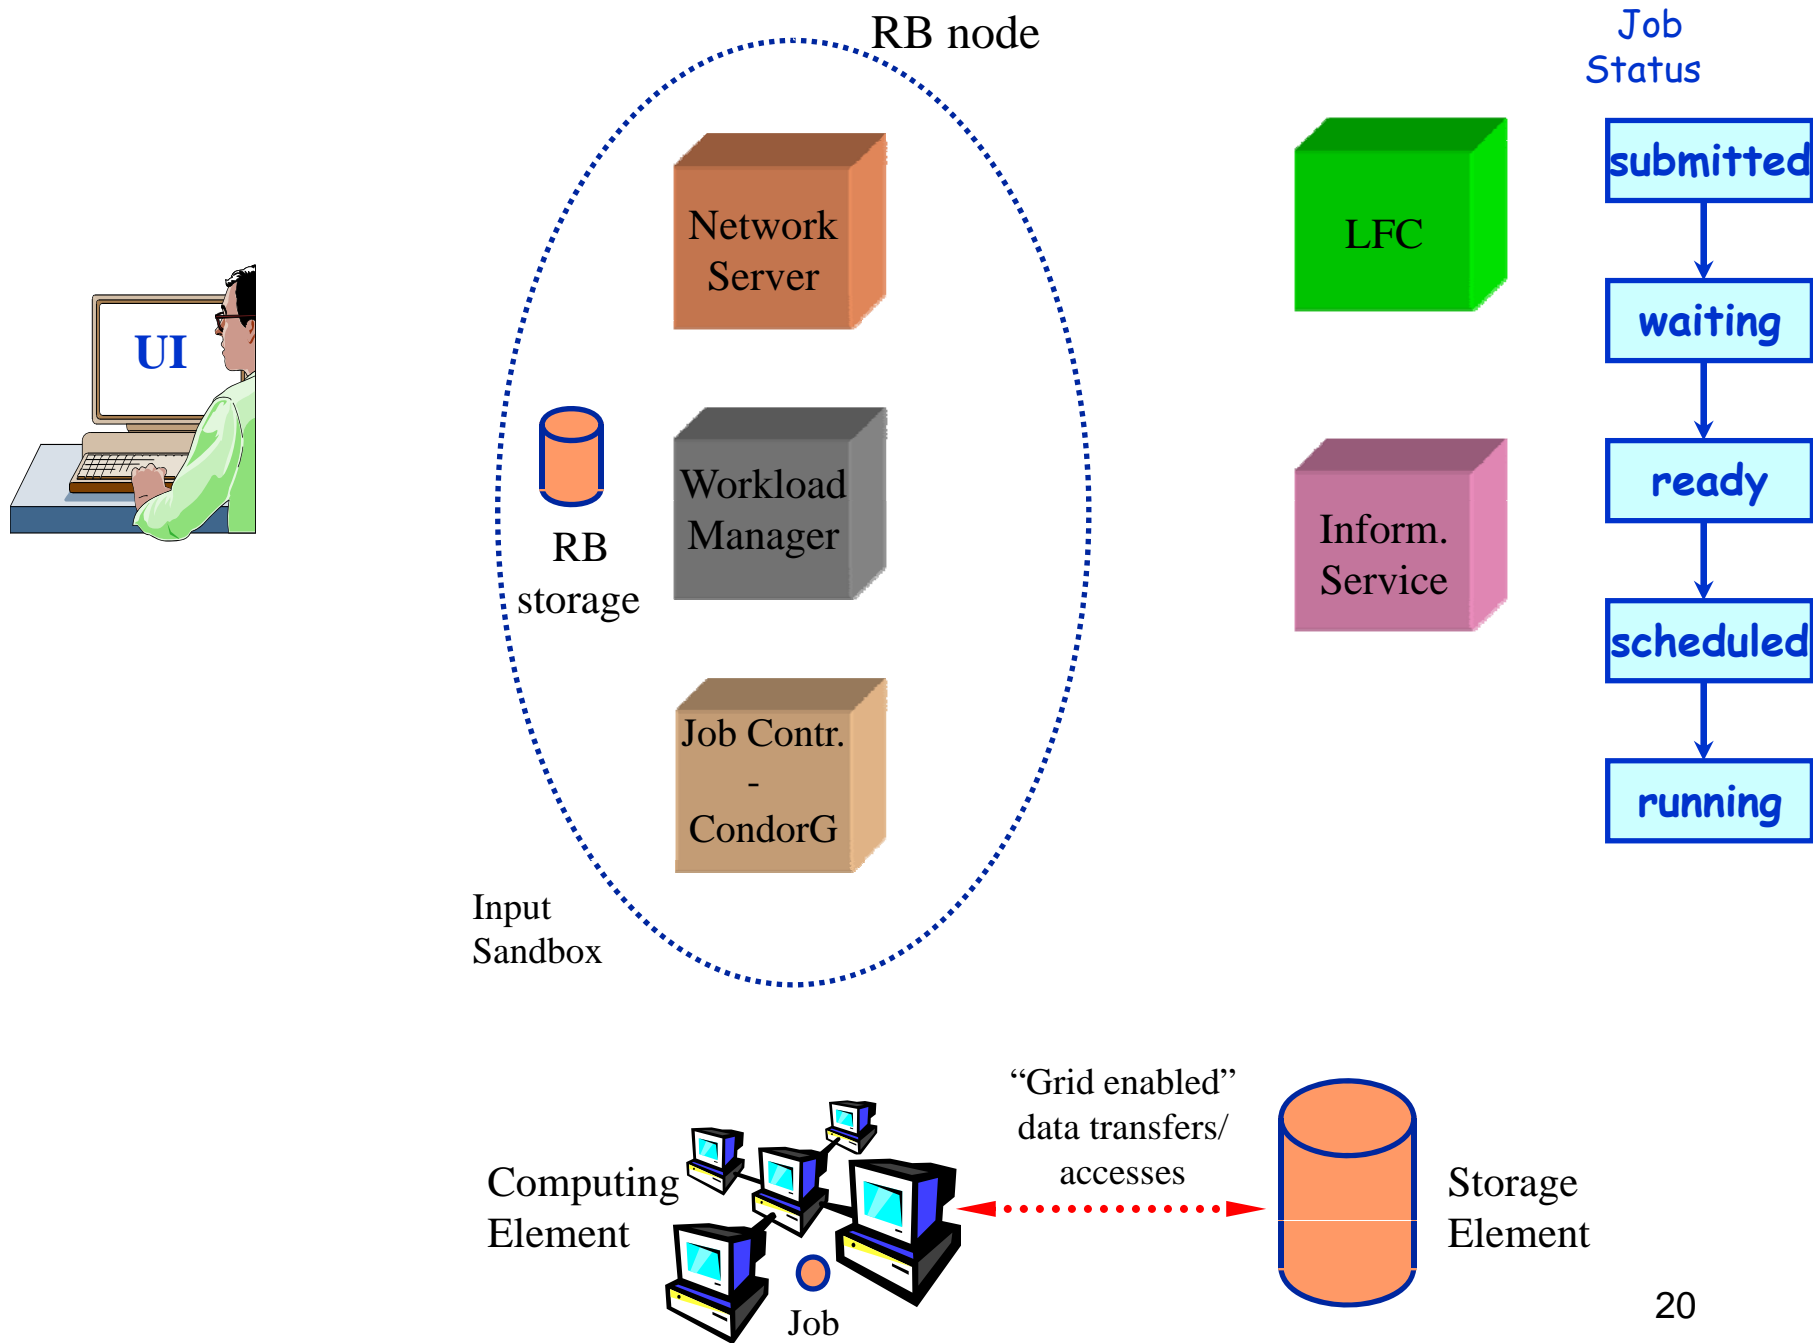 RB node
Job
Status
Network
Server
LFC
submitted
waiting
UI
RB
storage
Workload
Manager
Inform.
Service
ready
scheduled
Job Contr.
-
CondorG
running
Input
Sandbox
“Grid enabled”
data transfers/
accesses
Computing
Element
Storage
Element
Job
20